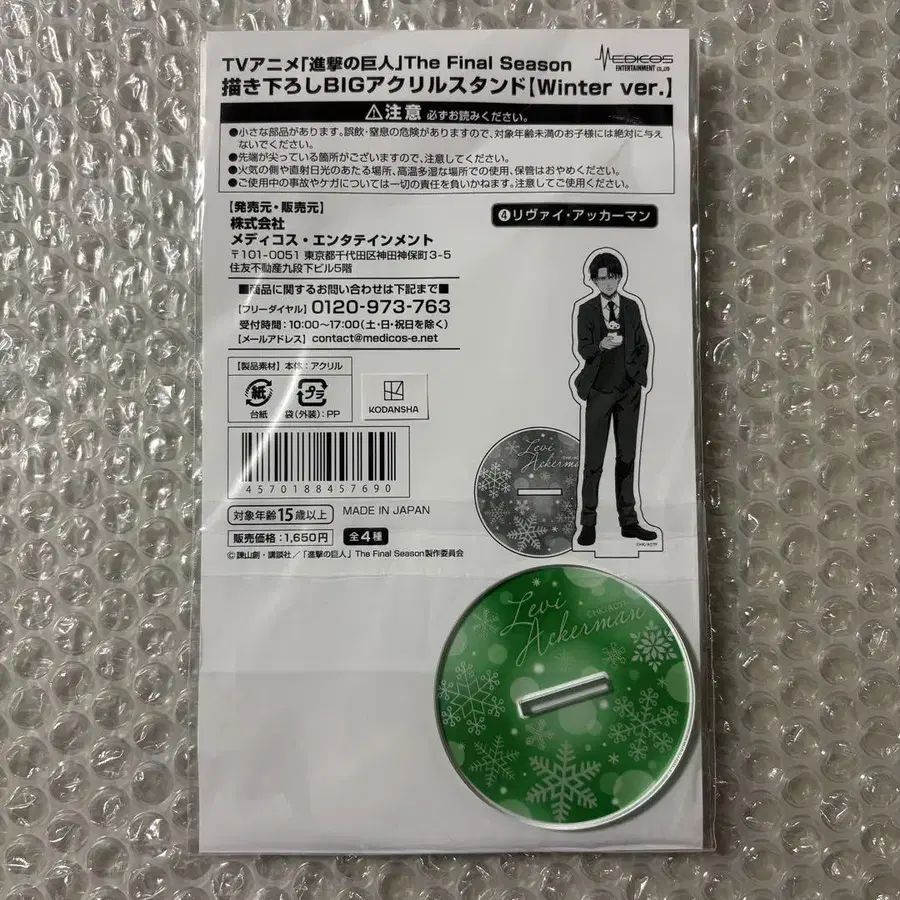 TVアニメ「進撃の巨人」The Final Season
MEDICOS
ENTERTAINMENT CO.,LTD
描き下ろしBIGアクリルスタンド【Winter ver.】
注意 必ずお読みください。
●小さな部品があります。誤飲・窒息の危険がありますので、対象年齢未満のお子様には絶対に与え
ないでください。
●先端が尖っている箇所がございますので、注意してください。
●火気の側や直射日光のあたる場所、高温多湿な場所での使用、保管はおやめください。
●ご使用中の事故やケガについては一切の責任を負いかねます。注意してご使用ください。
【発売元・販売元】
株式会社
メディコス・エンタテインメント
〒101-0051 東京都千代田区神田神保町3-5
住友不動産九段下ビル5階
④リヴァイ・アッカーマン
■商品に関するお問い合わせは下記まで■
【フリーダイヤル】0120-973-763
受付時間:10:00〜17:00(土・日・祝日を除く)
【メールアドレス】contact@medicos-e.net
【製品素材】本体:アクリル
紙
プラ
台紙
袋(外装):PP
KODANSHA
4570188457690
対象年齢15歳以上
MADE IN JAPAN
販売価格:1,650円
全4種
©諫山創・講談社/「進撃の巨人」The Final Season製作委員会
Levi
Ackerman
©HK/AOTF
Levi
Ackerman
©HK/AOTF